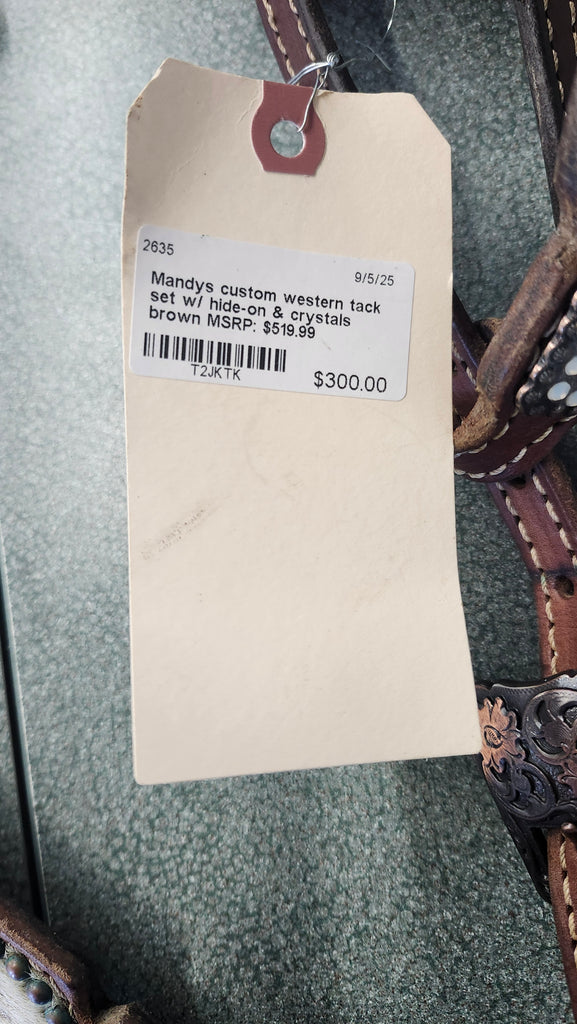 2635
9/5/25
Mandys custom western tack
set w/ hide-on & crystals
brown MSRP: $519.99
T2JKTK
$300.00